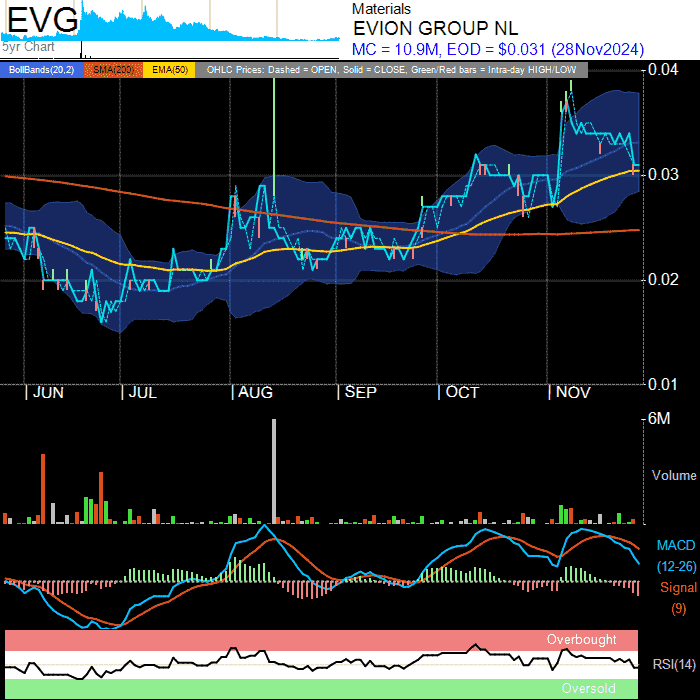 EVG
5yr Chart
Materials
EVION GROUP NL
MC = 10.9M, EOD = $0.031 (28Nov2024)
BollBands(20,2) SMA(200) EMA(50) OHLC Prices: Dashed = OPEN, Solid = CLOSE, Green/Red bars = Intra-day HIGH/LOW
0.04
0.03
0.02
0.01
JUN JUL AUG SEP OCT NOV
6M
Volume
MACD
(12-26)
Signal
(9)
Overbought
RSI(14)
Oversold